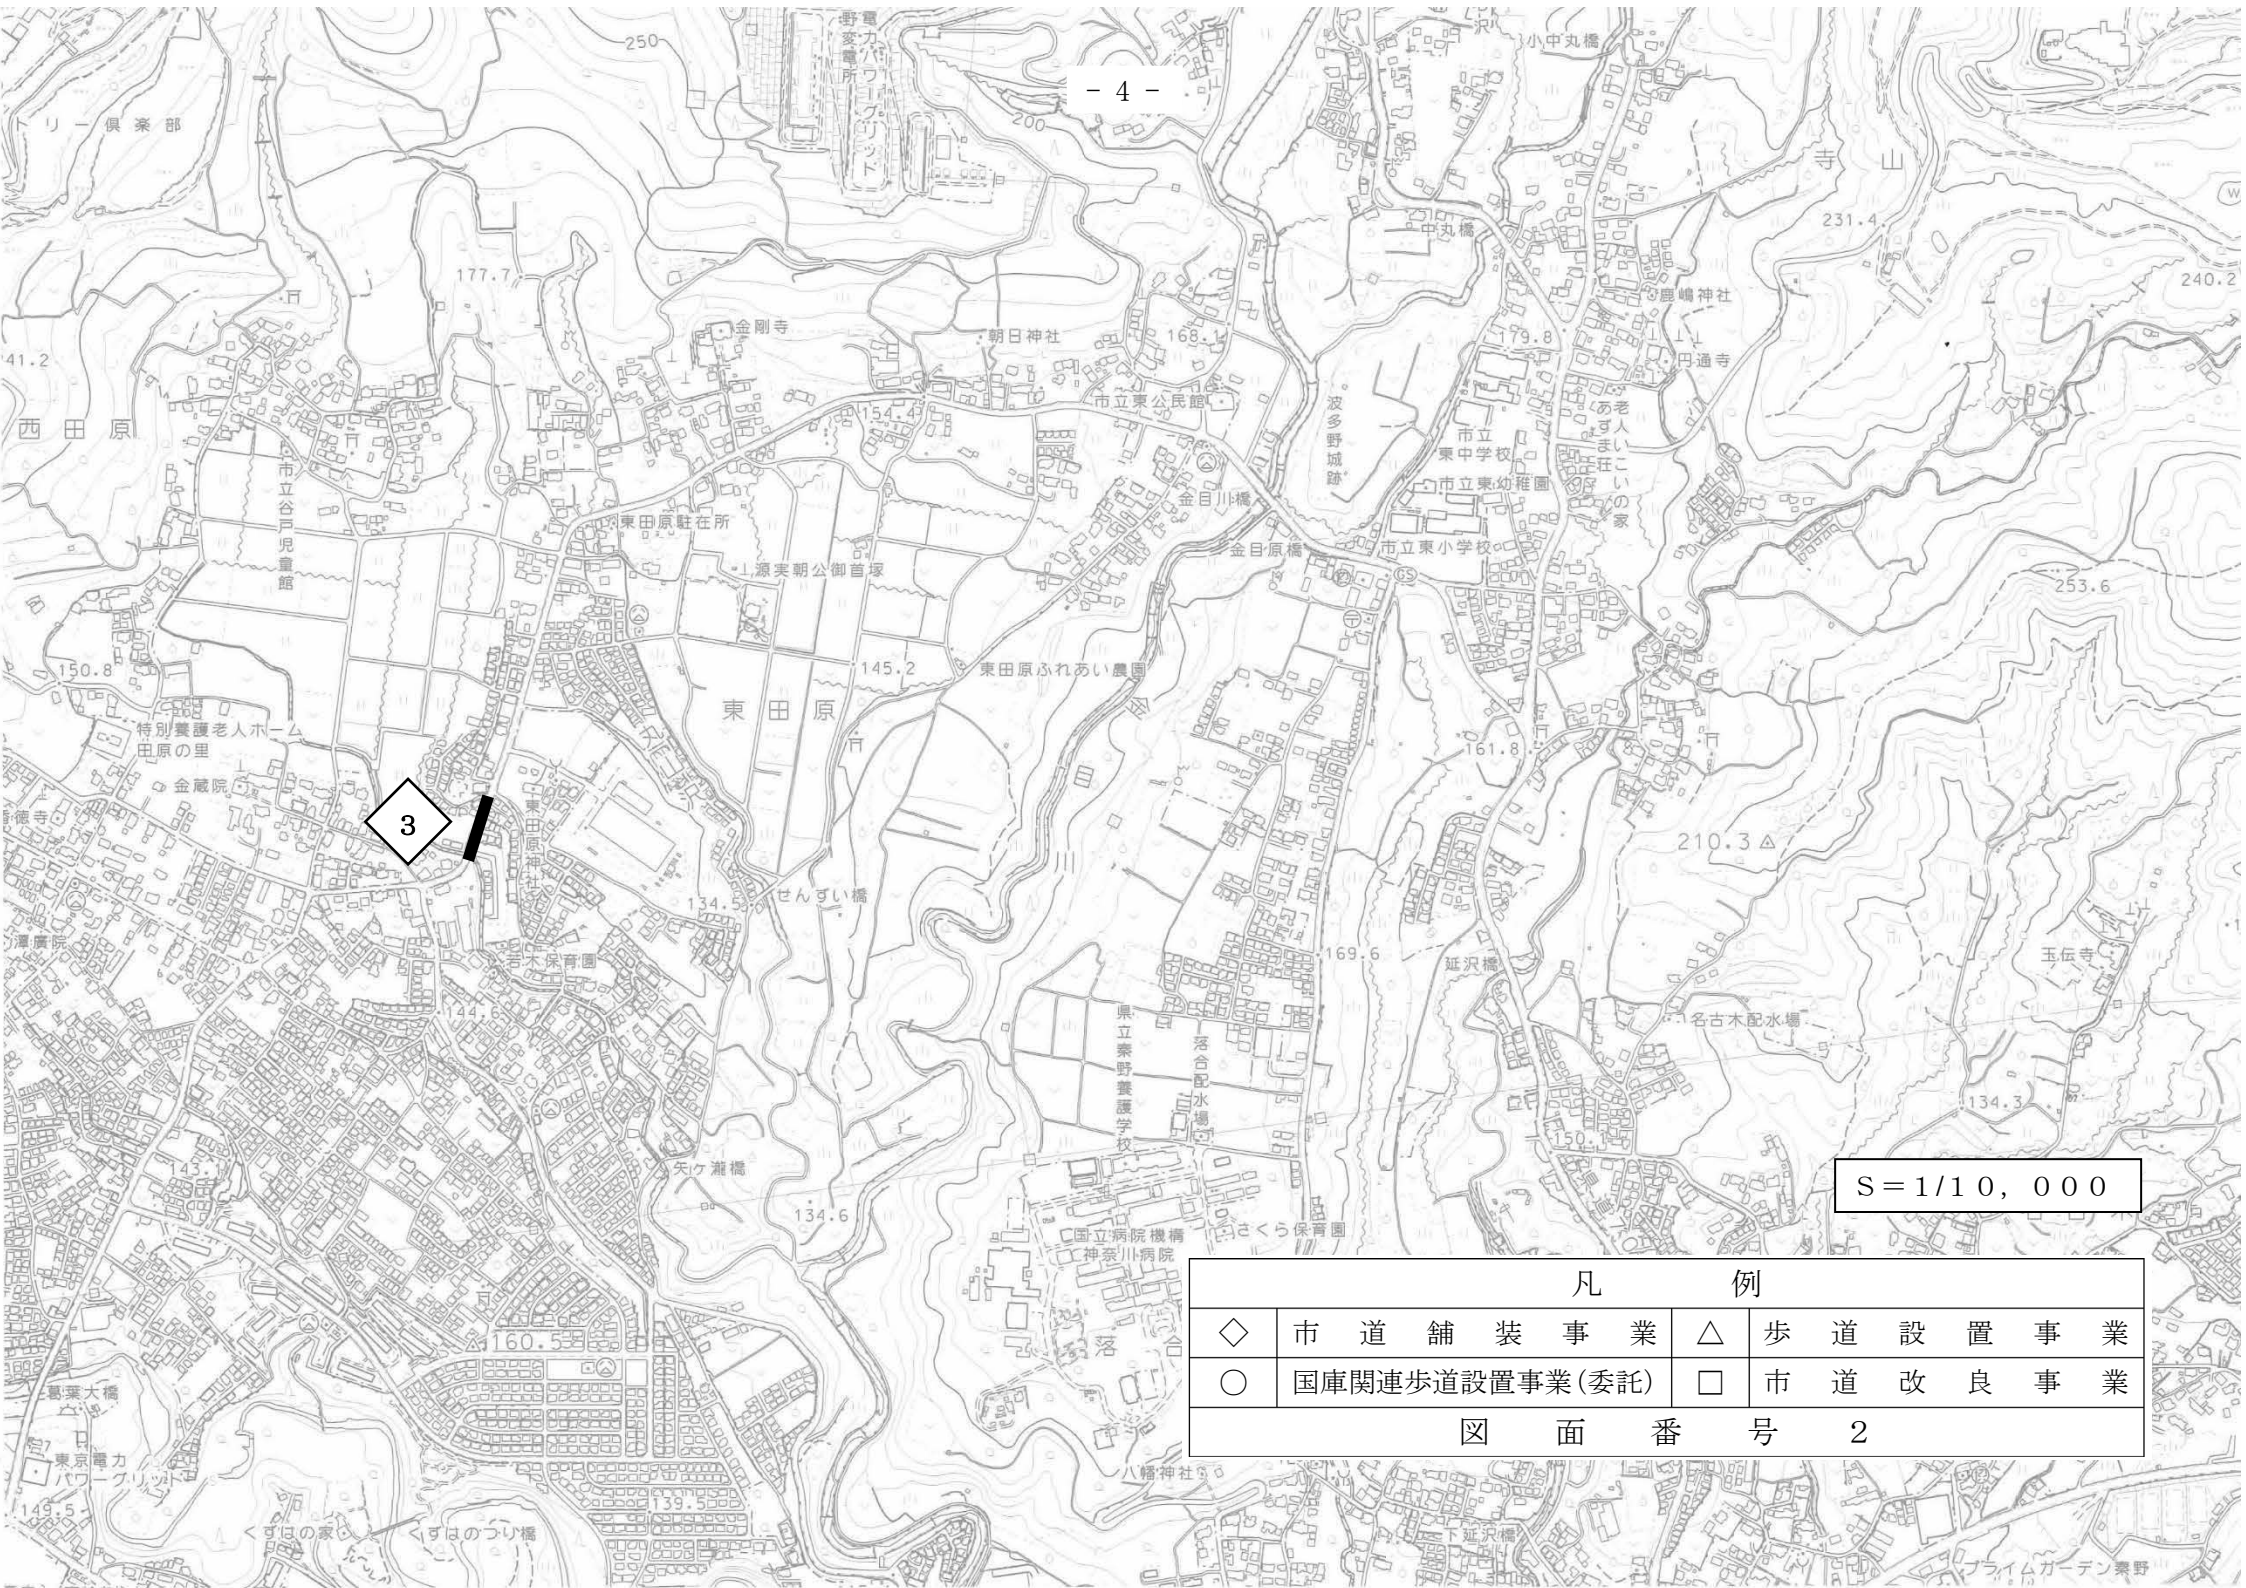 - 4 -
250
電力パワーグリッド
野変電所
小中丸橋
200
トリー倶楽部
寺山
中丸橋
231.4
W
177.7
240.2
鹿嶋神社
金剛寺
朝日神社
168.1
179.8
円通寺
41.2
154.4
市立東公民館
波多野城跡
老人いこいの家
あずま荘
西田原
市立
東中学校
市立谷戸児童館
市立東幼稚園
金目川橋
東田原駐在所
金目原橋
市立東小学校
源実朝公御首塚
GS
253.6
150.8
145.2
東田原ふれあい農園
東田原
金
目
川
特別養護老人ホーム
田原の里
161.8
金蔵院
香徳寺
3
東田原神社
210.3
134.5
せんずい橋
澤廣院
若木保育園
169.6
延沢橋
玉伝寺
144.6
県立秦野養護学校
落合配水場
名古木配水場
134.3
150.1
143.1
矢ヶ瀧橋
S=1/10,000
134.6
国立病院機構
神奈川病院
さくら保育園
凡例
◇ 市道舗装事業 △ 歩道設置事業
○ 国庫関連歩道設置事業(委託) □ 市道改良事業
図面番号 2
160.5
落合
葛葉大橋
東京電力
パワーグリッド
八幡神社
139.5
149.5
くずはの家
くずはのつり橋
下延沢橋
プライムガーデン秦野